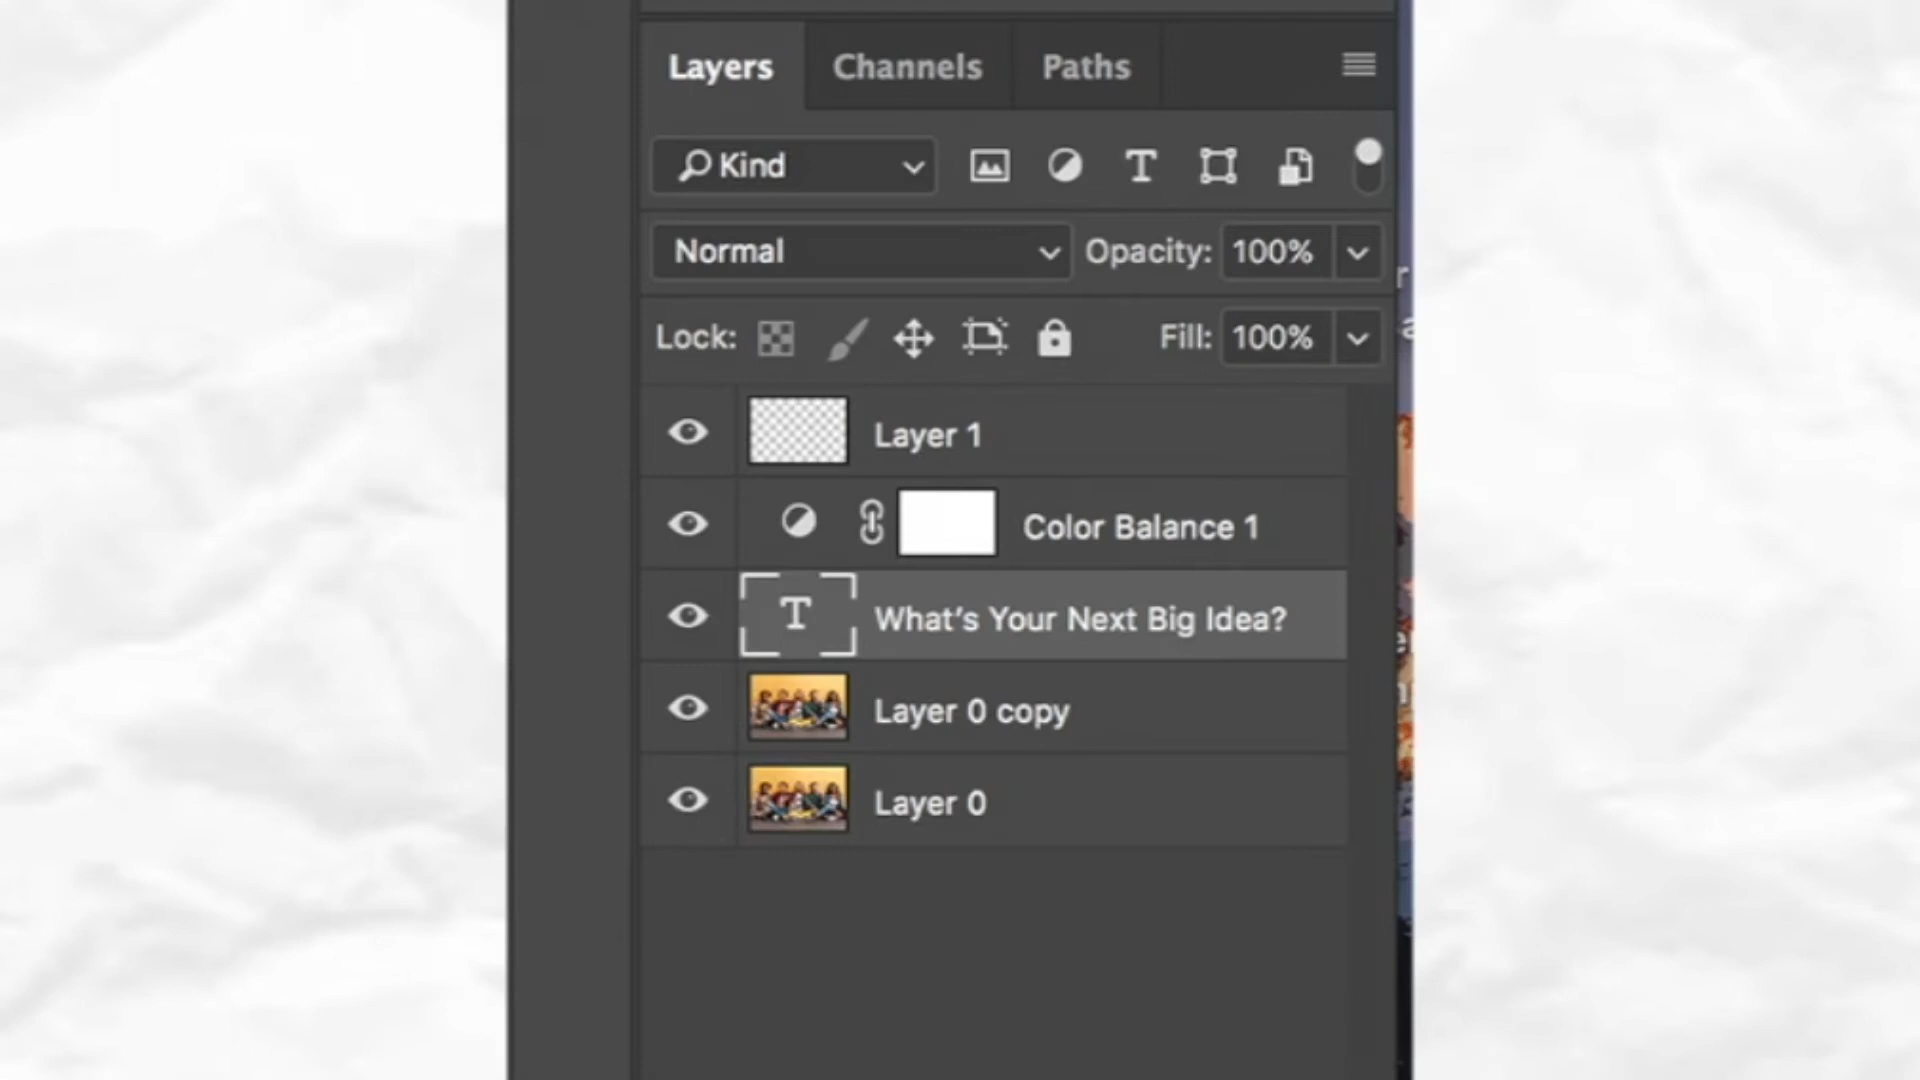 Layers Channels Paths
Kind
Normal Opacity: 100%
Lock: Fill: 100%
Layer 1
Color Balance 1
What's Your Next Big Idea?
Layer 0 copy
Layer 0